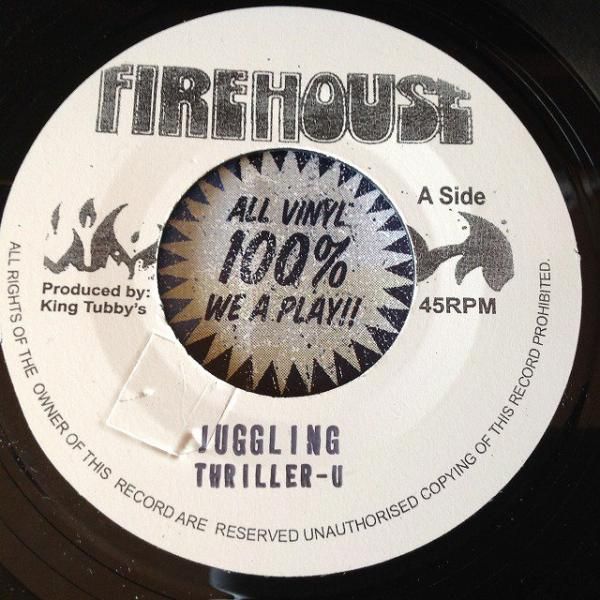 FIREHOUSE
A Side
ALL VINYL
100%
WE A PLAY!!
Produced by:
King Tubby's
45RPM
JUGGLING
THRILLER-U
ALL RIGHTS OF THE OWNER OF THIS RECORD ARE RESERVED UNAUTHORISED COPYING OF THIS RECORD PROHIBITED.